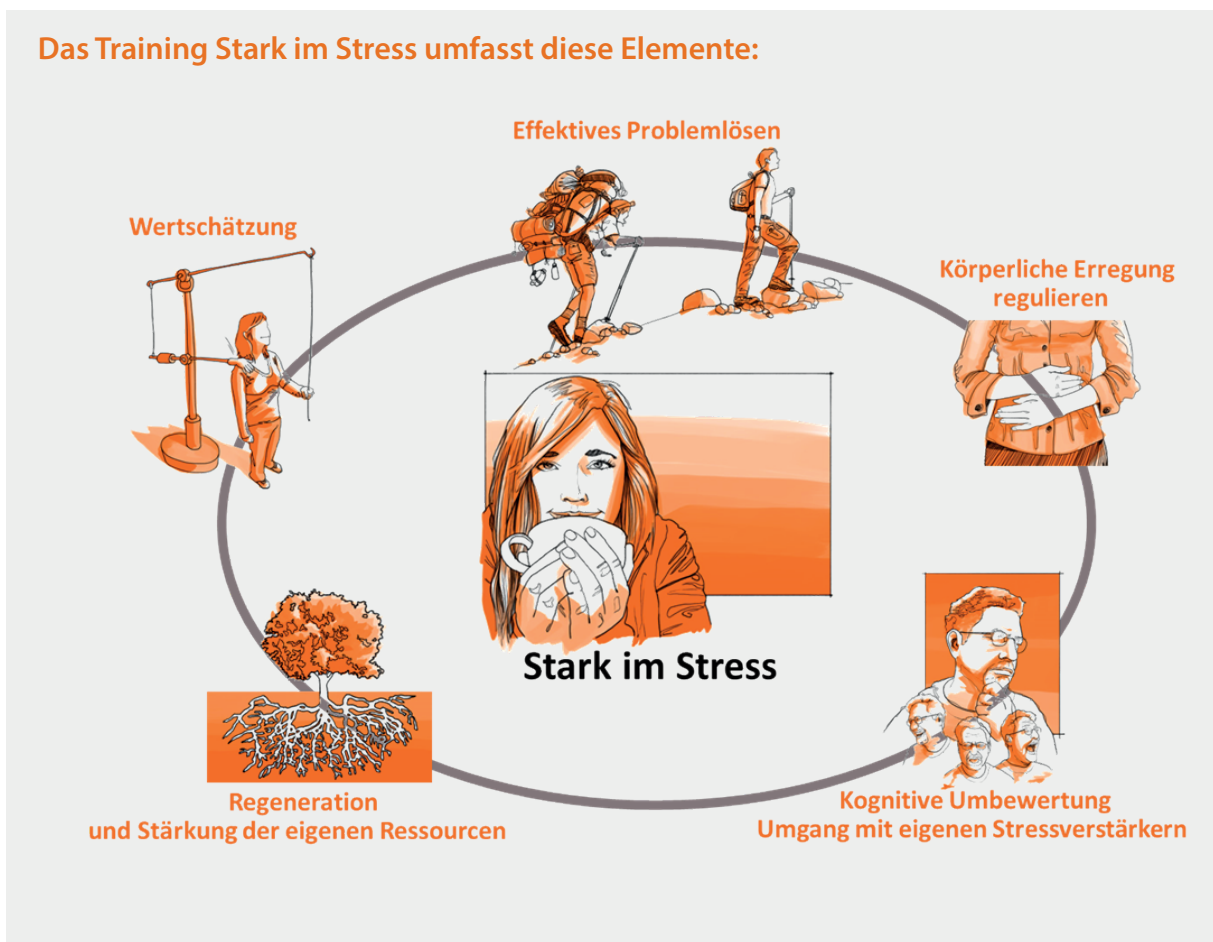 Das Training Stark im Stress umfasst diese Elemente:
Effektives Problemlösen
Wertschätzung
Körperliche Erregung
regulieren
Stark im Stress
Regeneration
und Stärkung der eigenen Ressourcen
Kognitive Umbewertung
Umgang mit eigenen Stressverstärkern